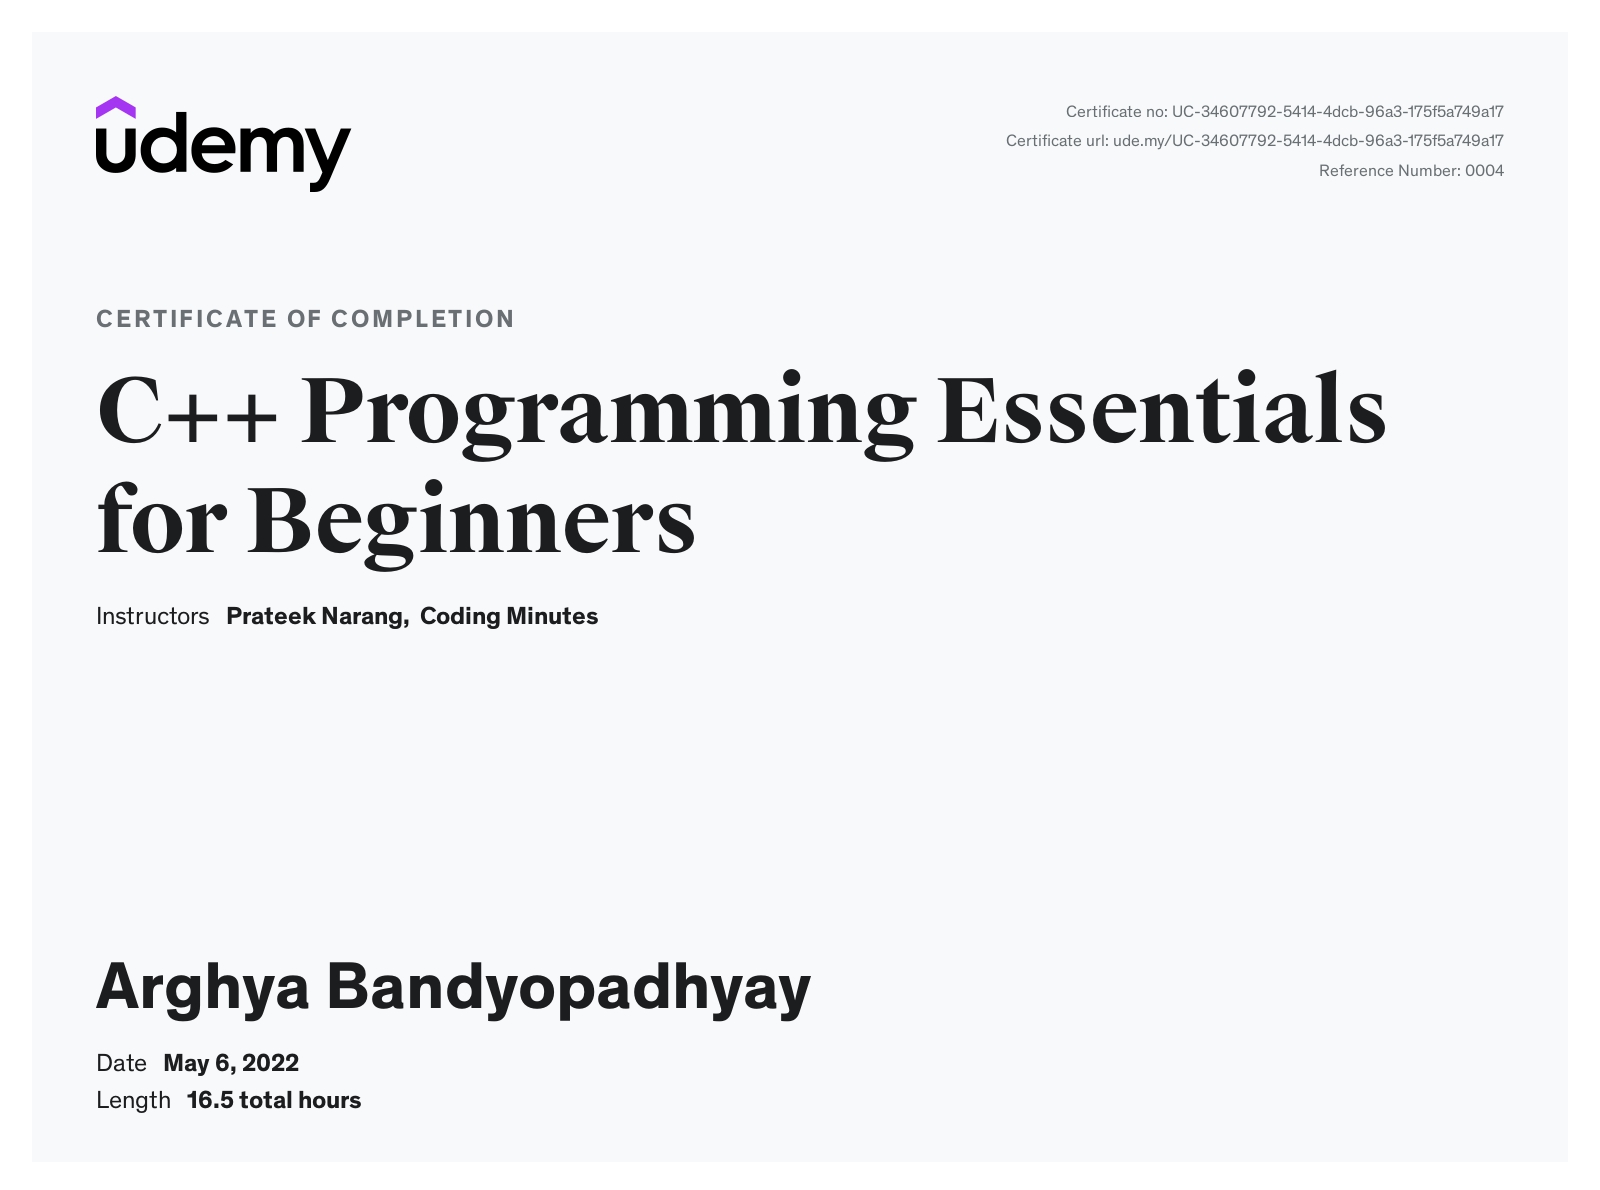 udemy
Certificate no: UC-34607792-5414-4dcb-96a3-175f5a749a17
Certificate url: ude.my/UC-34607792-5414-4dcb-96a3-175f5a749a17
Reference Number: 0004
CERTIFICATE OF COMPLETION
C++ Programming Essentials
for Beginners
Instructors Prateek Narang, Coding Minutes
Arghya Bandyopadhyay
Date May 6, 2022
Length 16.5 total hours